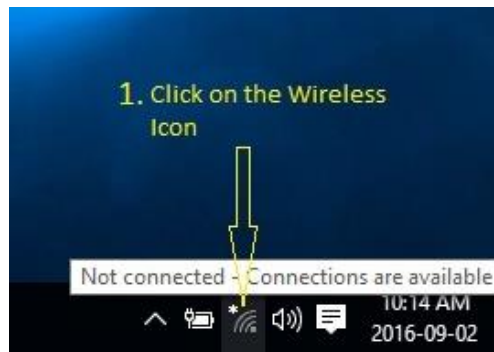 1. Click on the Wireless
Icon
Not connected - Connections are available
10:14 AM
2016-09-02